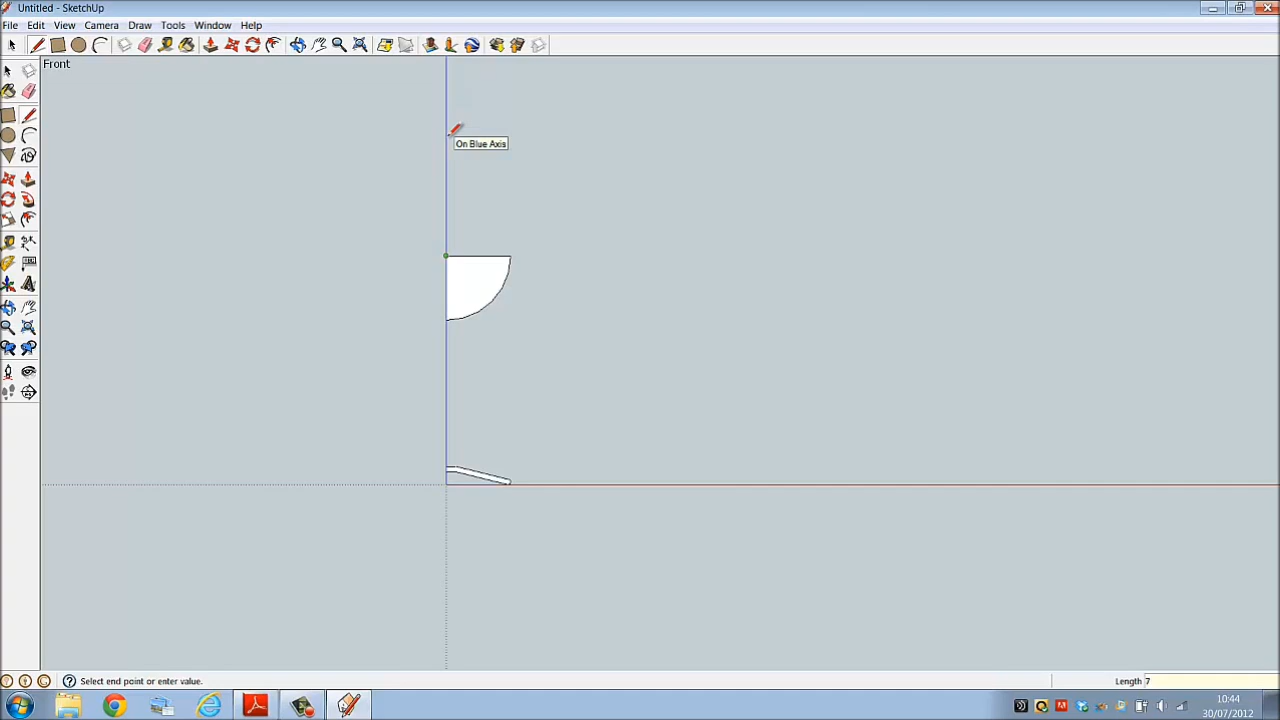 Untitled - SketchUp
File Edit View Camera Draw Tools Window Help
Front
On Blue Axis
Select end point or enter value.
Length 7
10:44
30/07/2012